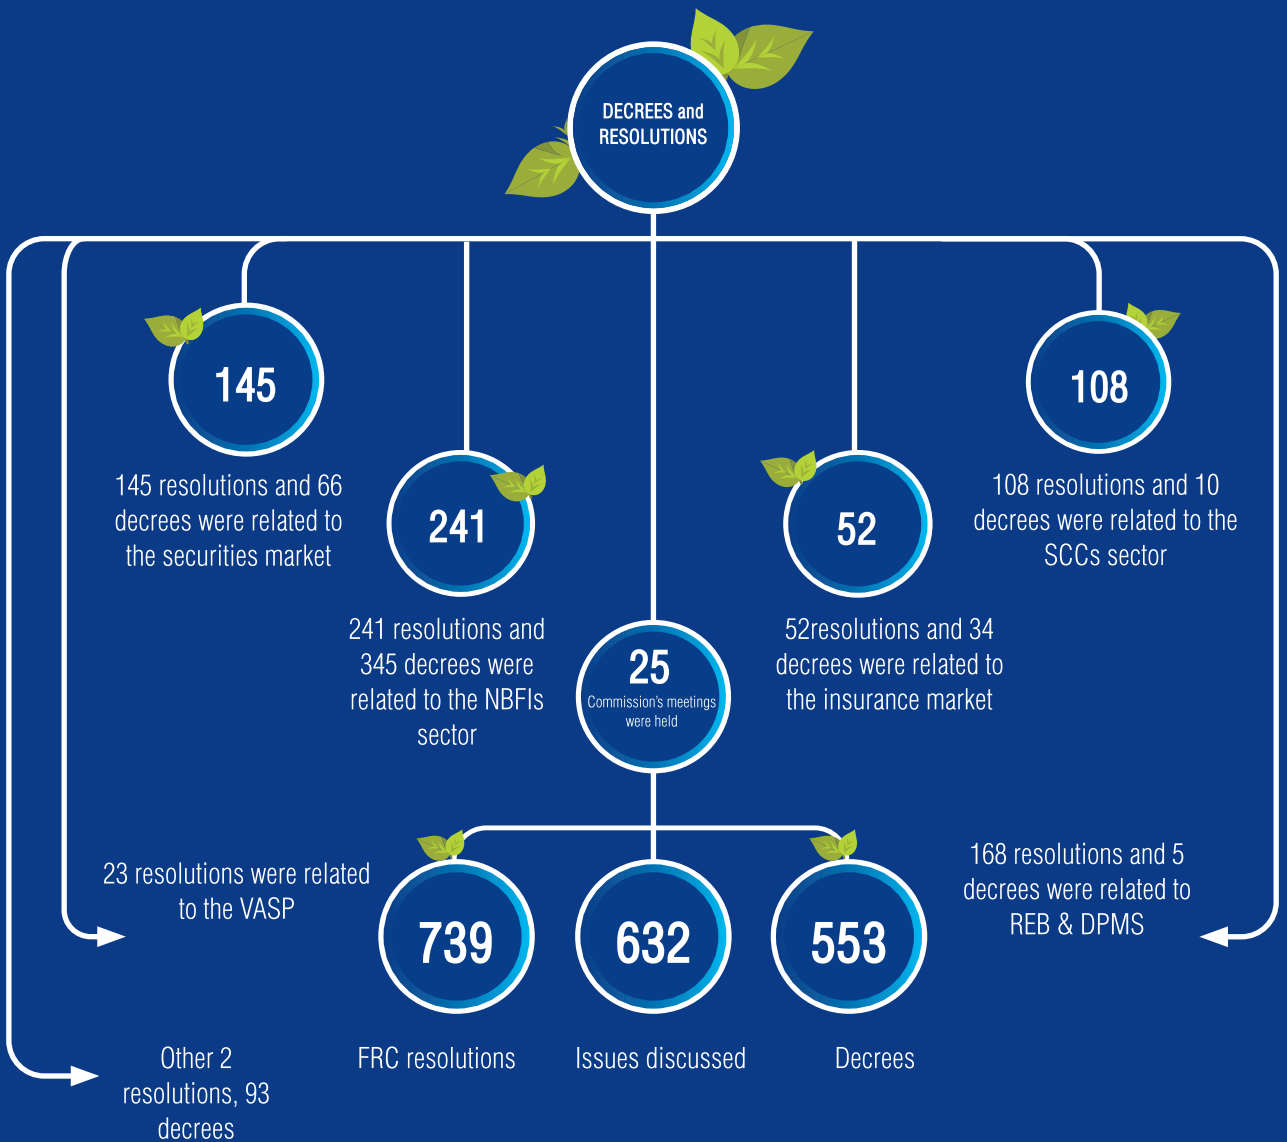 DECREES and
RESOLUTIONS
145
145 resolutions and 66
decrees were related to
the securities market
241
241 resolutions and
345 decrees were
related to the NBFIs
sector
25
Commission's meetings
were held
52
52resolutions and 34
decrees were related to
the insurance market
108
108 resolutions and 10
decrees were related to the
SCCs sector
23 resolutions were related
to the VASP
739
FRC resolutions
632
Issues discussed
553
Decrees
168 resolutions and 5
decrees were related to
REB & DPMS
Other 2
resolutions, 93
decrees